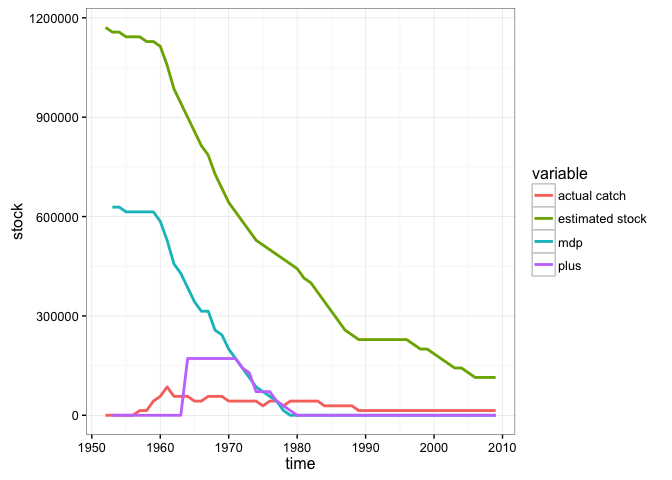 1200000
900000
600000
300000
0
stock
1950 1960 1970 1980 1990 2000 2010
time
variable
actual catch
estimated stock
mdp
plus